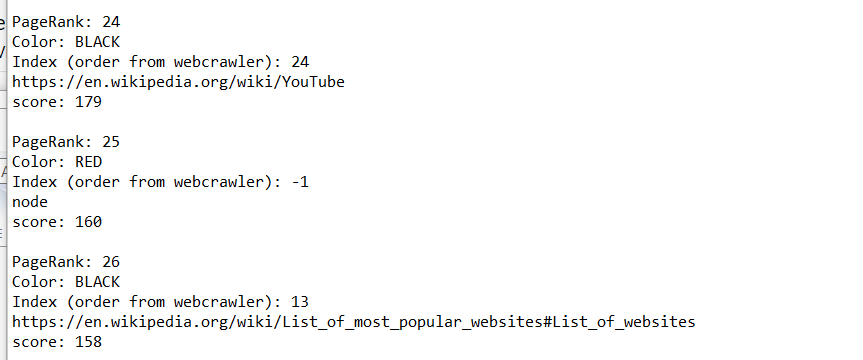 PageRank: 24
Color: BLACK
Index (order from webcrawler): 24
https://en.wikipedia.org/wiki/YouTube
score: 179
PageRank: 25
Color: RED
Index (order from webcrawler): -1
node
score: 160
PageRank: 26
Color: BLACK
Index (order from webcrawler): 13
https://en.wikipedia.org/wiki/List_of_most_popular_websites#List_of_websites
score: 158